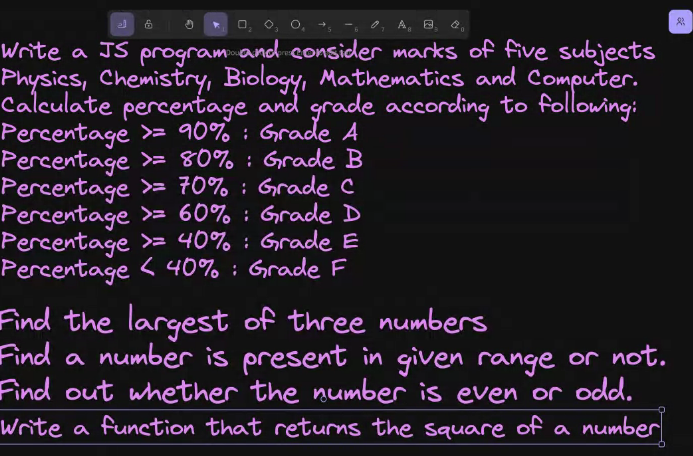 Write a JS program and consider marks of five subjects
Physics, Chemistry, Biology, Mathematics and Computer.
Calculate percentage and grade according to following:
Percentage >= 90% : Grade A
Percentage >= 80% : Grade B
Percentage >= 70% : Grade C
Percentage >= 60% : Grade D
Percentage >= 40% : Grade E
Percentage < 40% : Grade F
Find the largest of three numbers
Find a number is present in given range or not.
Find out whether the number is even or odd.
Write a function that returns the square of a number